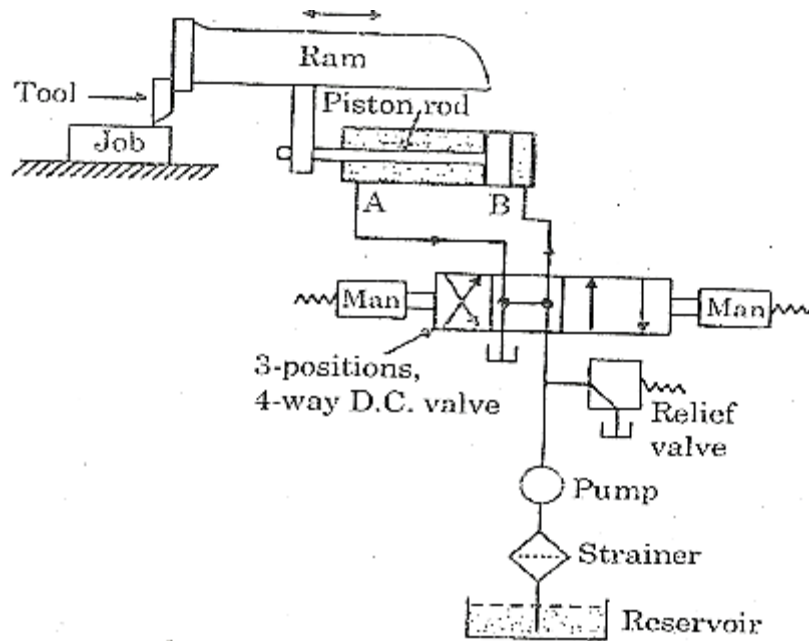 Ram
Tool
Piston rod
Job
A
B
Man
Man
3-positions,
4-way D.C. valve
Relief
valve
Pump
Strainer
Reservoir